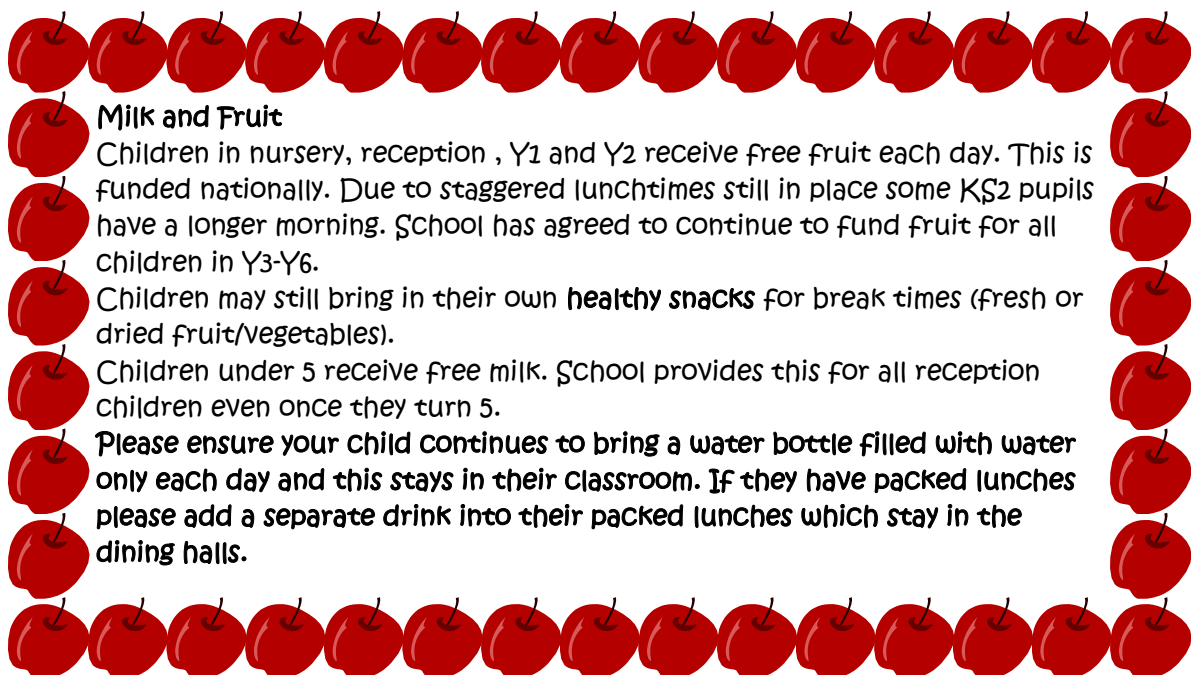 Milk and Fruit
Children in nursery, reception , Y1 and Y2 receive free fruit each day. This is
funded nationally. Due to staggered lunchtimes still in place some KS2 pupils
have a longer morning. School has agreed to continue to fund fruit for all
children in Y3-Y6.
Children may still bring in their own healthy snacks for break times (fresh or
dried fruit/vegetables).
Children under 5 receive free milk. School provides this for all reception
children even once they turn 5.
Please ensure your child continues to bring a water bottle filled with water
only each day and this stays in their classroom. If they have packed lunches
please add a separate drink into their packed lunches which stay in the
dining halls.